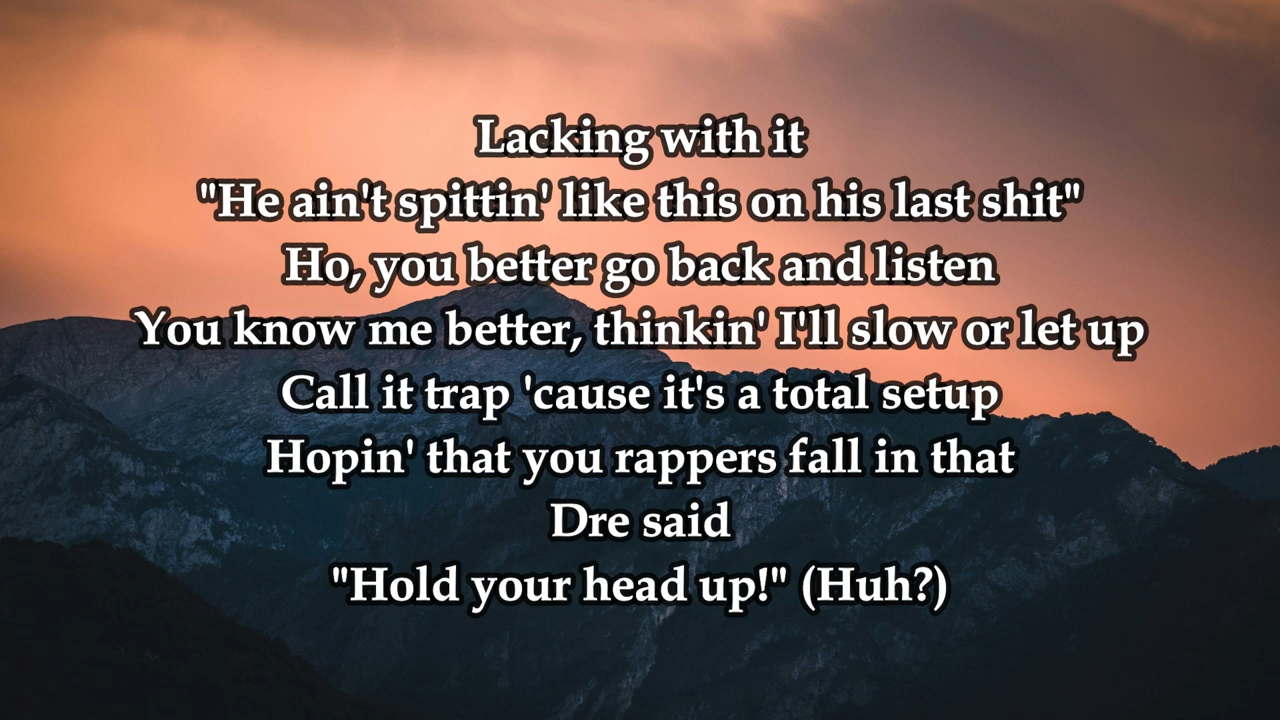 Lacking with it
"He ain't spittin' like this on his last shit"
Ho, you better go back and listen
You know me better, thinkin' I'll slow or let up
Call it trap 'cause it's a total setup
Hopin' that you rappers fall in that
Dre said
"Hold your head up!" (Huh?)